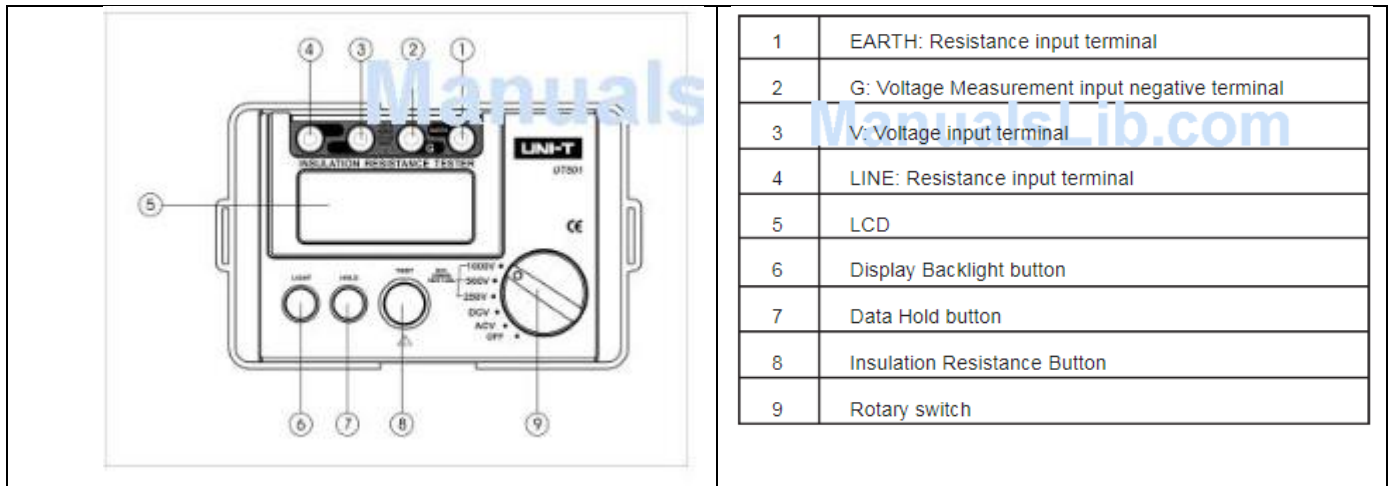 4 3 2 1
ManualsLib.com
G
UNI-T
INSULATION RESISTANCE TESTER
UT501
CE
5
LIGHT HOLD TEST
1000V
500V
250V
DCV
ACV
OFF
6 7 8 9
1 EARTH: Resistance input terminal
2 G: Voltage Measurement input negative terminal
3 V: Voltage input terminal
4 LINE: Resistance input terminal
5 LCD
6 Display Backlight button
7 Data Hold button
8 Insulation Resistance Button
9 Rotary switch
Manuals